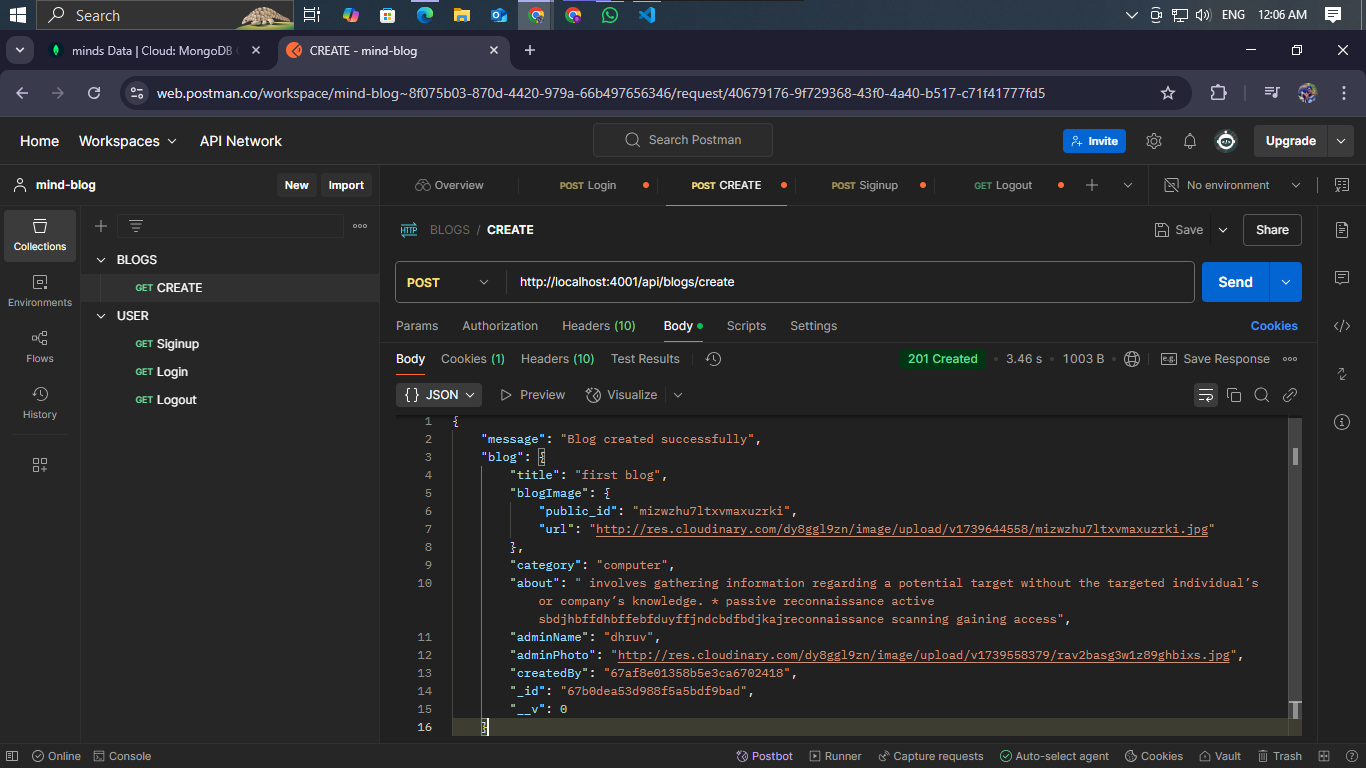 Search
ENG 12:06 AM
minds Data | Cloud: MongoDB
CREATE - mind-blog
web.postman.co/workspace/mind-blog~8f075b03-870d-4420-979a-66b497656346/request/40679176-9f729368-43f0-4a40-b517-c71f41777fd5
Home Workspaces API Network Search Postman Invite Upgrade
mind-blog New Import
Overview POST Login POST CREATE POST Siginup GET Logout No environment
Collections
Environments
Flows
History
BLOGS
GET CREATE
USER
GET Siginup
GET Login
GET Logout
HTTP BLOGS / CREATE Save Share
POST http://localhost:4001/api/blogs/create Send
Params Authorization Headers (10) Body Scripts Settings Cookies
Body Cookies (1) Headers (10) Test Results 201 Created 3.46 s 1003 B e.g. Save Response
{} JSON Preview Visualize
1 {
2 "message": "Blog created successfully",
3 "blog": {
4 "title": "first blog",
5 "blogImage": {
6 "public_id": "mizwzhu7ltxvmaxuzrki",
7 "url": "http://res.cloudinary.com/dy8ggl9zn/image/upload/v1739644558/mizwzhu7ltxvmaxuzrki.jpg"
8 },
9 "category": "computer",
10 "about": " involves gathering information regarding a potential target without the targeted individual’s
or company’s knowledge. * passive reconnaissance active
sbdjhbffdhbffebfduyffjndcbdfbdjkajreconnaissance scanning gaining access",
11 "adminName": "dhruv",
12 "adminPhoto": "http://res.cloudinary.com/dy8ggl9zn/image/upload/v1739558379/rav2basg3w1z89ghbixs.jpg",
13 "createdBy": "67af8e01358b5e3ca6702418",
14 "_id": "67b0dea53d988f5a5bdf9bad",
15 "__v": 0
16 }
Online Console Postbot Runner Capture requests Auto-select agent Cookies Vault Trash